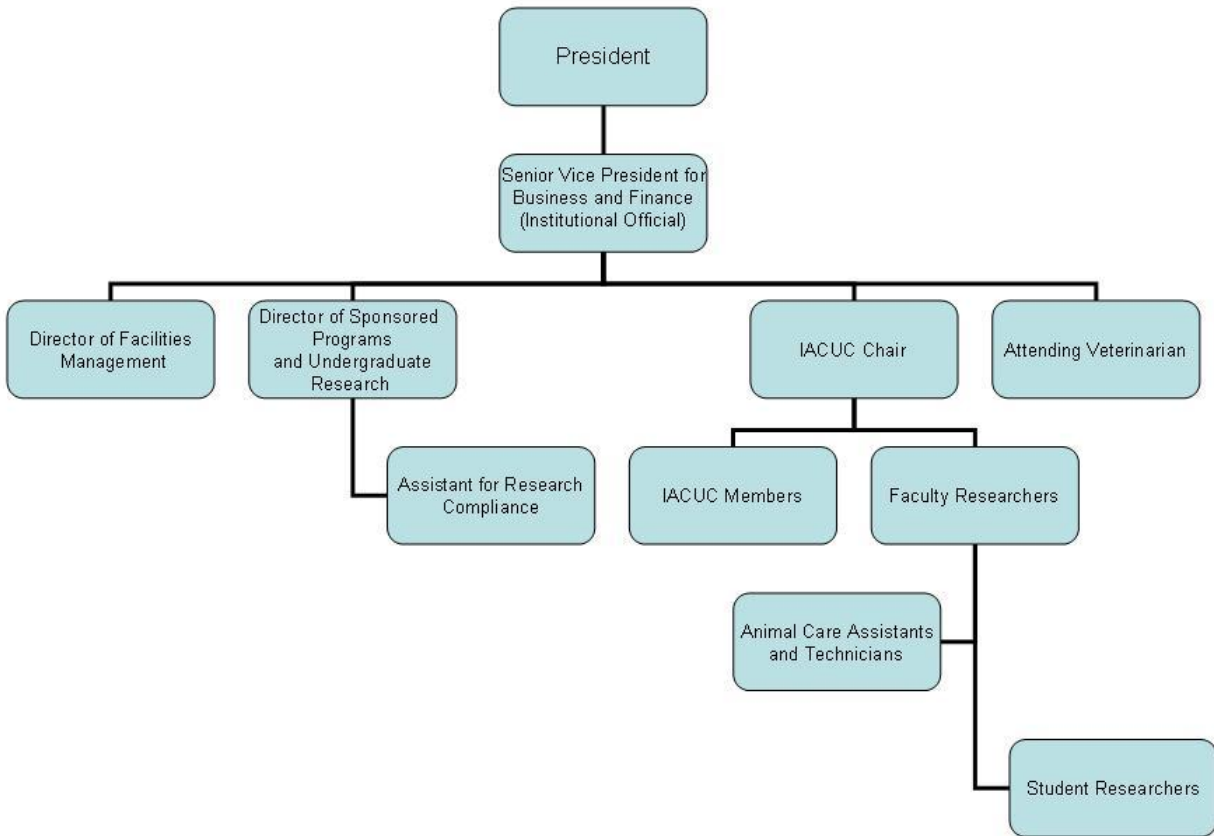 President
Senior Vice President for
Business and Finance
(Institutional Official)
Director of Facilities
Management
Director of Sponsored
Programs
and Undergraduate
Research
IACUC Chair
Attending Veterinarian
Assistant for Research
Compliance
IACUC Members
Faculty Researchers
Animal Care Assistants
and Technicians
Student Researchers